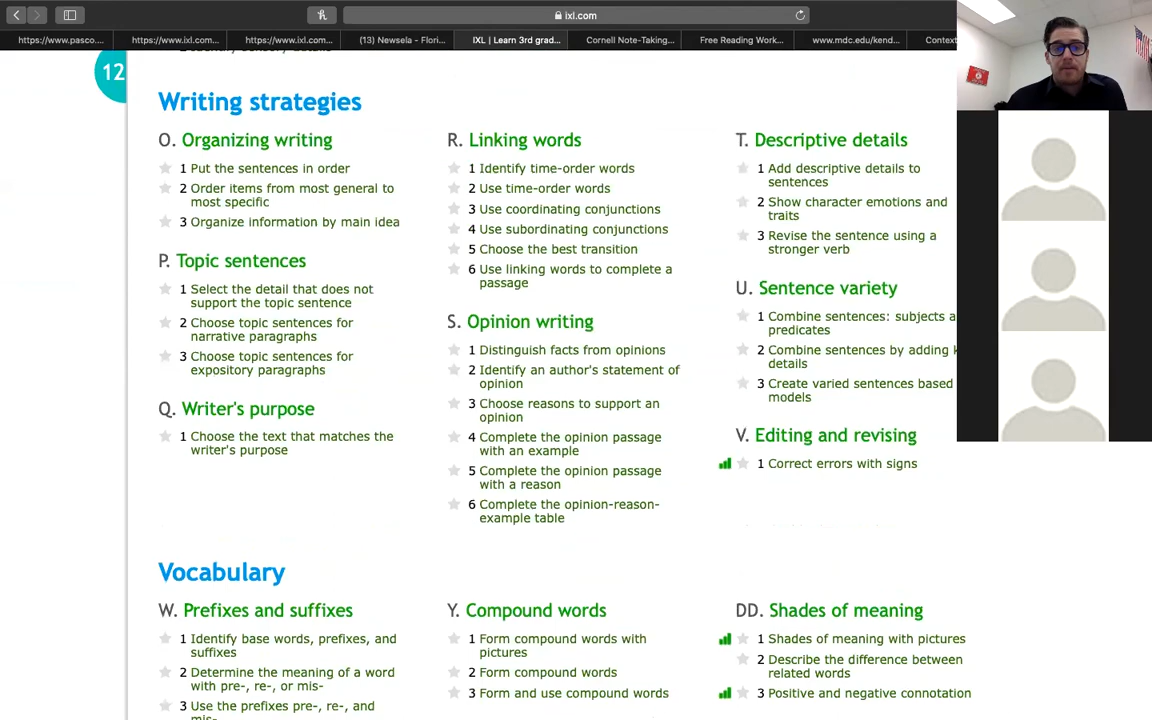 ixl.com
https://www.pasco....
https://www.ixl.com...
https://www.ixl.com...
(13) Newsela - Flori...
IXL | Learn 3rd grad...
Cornell Note-Taking...
Free Reading Work...
www.mdc.edu/kend...
Context
12
Writing strategies
O. Organizing writing
1 Put the sentences in order
2 Order items from most general to
most specific
3 Organize information by main idea
P. Topic sentences
1 Select the detail that does not
support the topic sentence
2 Choose topic sentences for
narrative paragraphs
3 Choose topic sentences for
expository paragraphs
Q. Writer's purpose
1 Choose the text that matches the
writer's purpose
R. Linking words
1 Identify time-order words
2 Use time-order words
3 Use coordinating conjunctions
4 Use subordinating conjunctions
5 Choose the best transition
6 Use linking words to complete a
passage
S. Opinion writing
1 Distinguish facts from opinions
2 Identify an author's statement of
opinion
3 Choose reasons to support an
opinion
4 Complete the opinion passage
with an example
5 Complete the opinion passage
with a reason
6 Complete the opinion-reason-
example table
T. Descriptive details
1 Add descriptive details to
sentences
2 Show character emotions and
traits
3 Revise the sentence using a
stronger verb
U. Sentence variety
1 Combine sentences: subjects a
predicates
2 Combine sentences by adding k
details
3 Create varied sentences based
models
V. Editing and revising
1 Correct errors with signs
Vocabulary
W. Prefixes and suffixes
1 Identify base words, prefixes, and
suffixes
2 Determine the meaning of a word
with pre-, re-, or mis-
3 Use the prefixes pre-, re-, and
mis-
Y. Compound words
1 Form compound words with
pictures
2 Form compound words
3 Form and use compound words
DD. Shades of meaning
1 Shades of meaning with pictures
2 Describe the difference between
related words
3 Positive and negative connotation